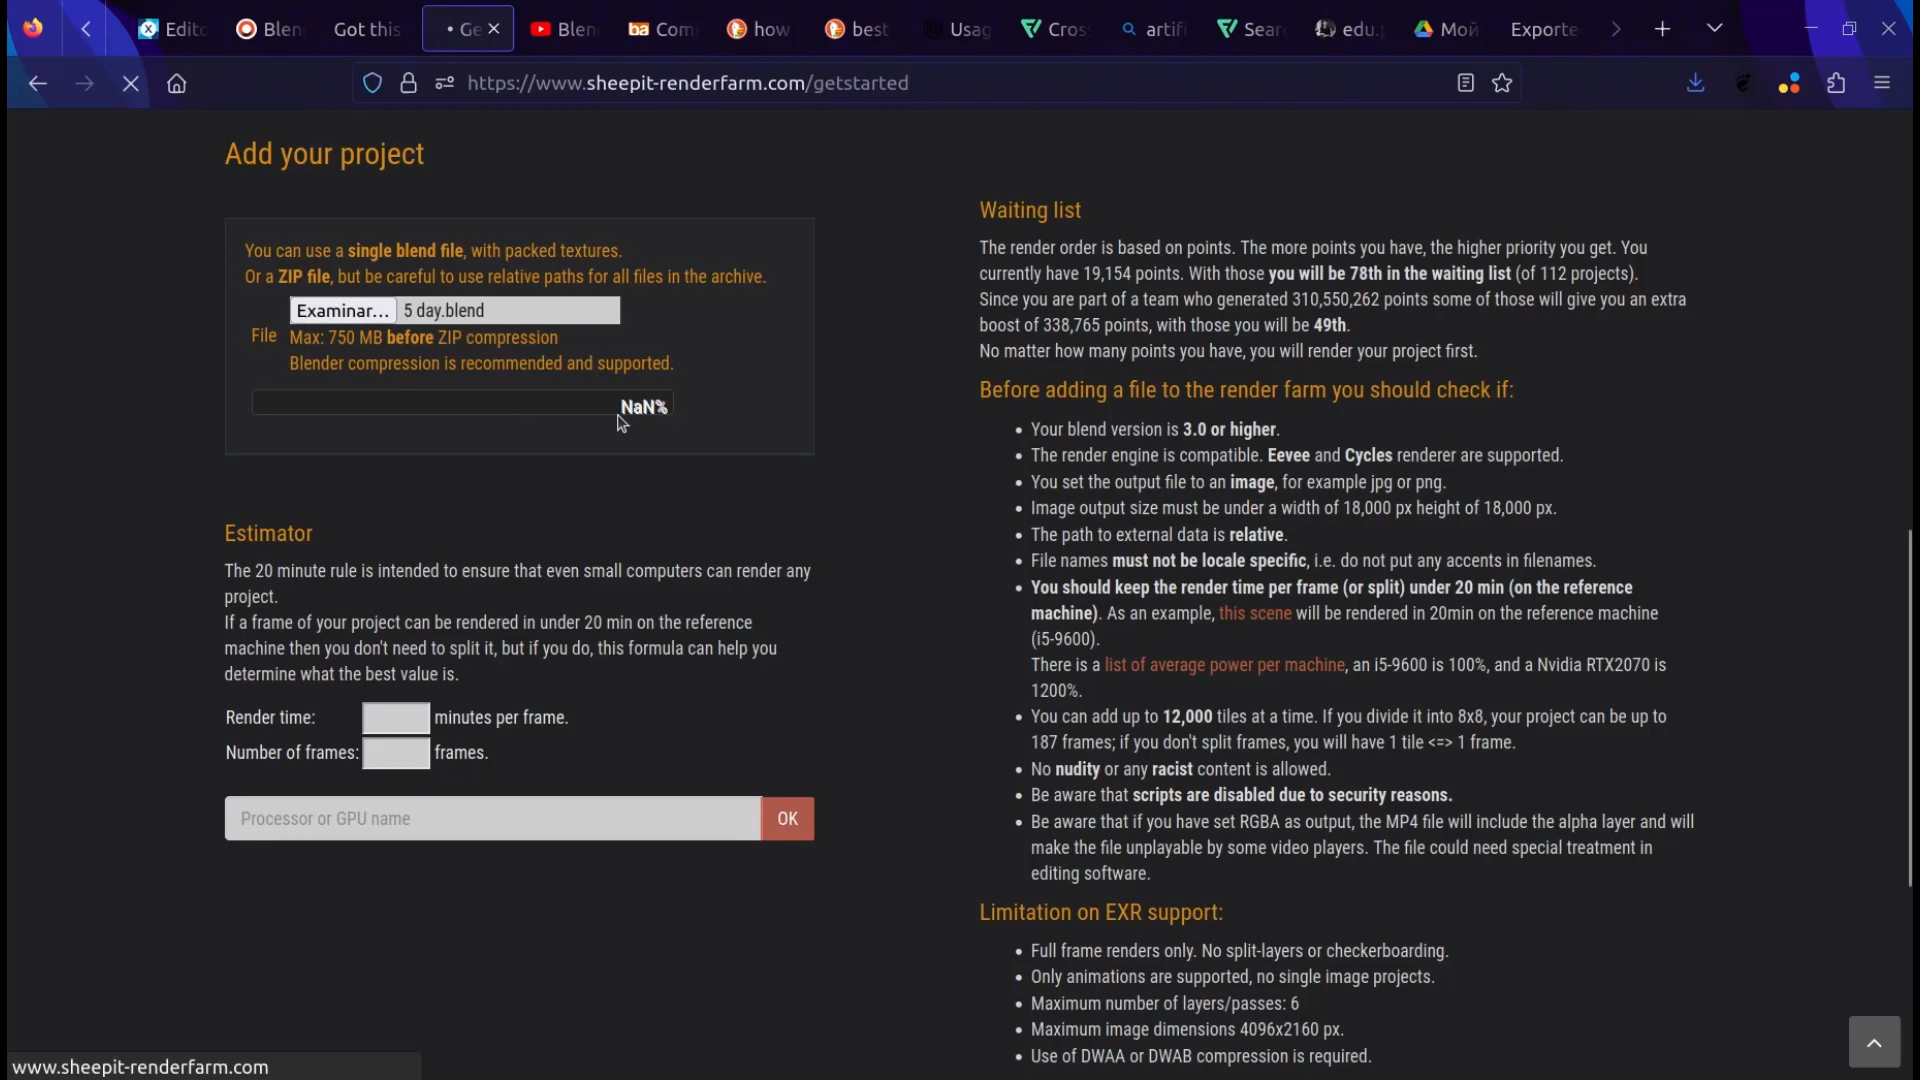 Edito
Blen
Got this
Ge
Blen
ba Com
how
best
Usag
Cros
artifi
Sear
edu.
Мой
Exporte
https://www.sheepit-renderfarm.com/getstarted
Add your project
You can use a single blend file, with packed textures.
Or a ZIP file, but be careful to use relative paths for all files in the archive.
Examinar... 5 day.blend
File Max: 750 MB before ZIP compression
Blender compression is recommended and supported.
NaN%
Estimator
The 20 minute rule is intended to ensure that even small computers can render any
project.
If a frame of your project can be rendered in under 20 min on the reference
machine then you don't need to split it, but if you do, this formula can help you
determine what the best value is.
Render time: minutes per frame.
Number of frames: frames.
Processor or GPU name OK
Waiting list
The render order is based on points. The more points you have, the higher priority you get. You
currently have 19,154 points. With those you will be 78th in the waiting list (of 112 projects).
Since you are part of a team who generated 310,550,262 points some of those will give you an extra
boost of 338,765 points, with those you will be 49th.
No matter how many points you have, you will render your project first.
Before adding a file to the render farm you should check if:
• Your blend version is 3.0 or higher.
• The render engine is compatible. Eevee and Cycles renderer are supported.
• You set the output file to an image, for example jpg or png.
• Image output size must be under a width of 18,000 px height of 18,000 px.
• The path to external data is relative.
• File names must not be locale specific, i.e. do not put any accents in filenames.
• You should keep the render time per frame (or split) under 20 min (on the reference
machine). As an example, this scene will be rendered in 20min on the reference machine
(i5-9600).
There is a list of average power per machine, an i5-9600 is 100%, and a Nvidia RTX2070 is
1200%.
• You can add up to 12,000 tiles at a time. If you divide it into 8x8, your project can be up to
187 frames; if you don't split frames, you will have 1 tile <=> 1 frame.
• No nudity or any racist content is allowed.
• Be aware that scripts are disabled due to security reasons.
• Be aware that if you have set RGBA as output, the MP4 file will include the alpha layer and will
make the file unplayable by some video players. The file could need special treatment in
editing software.
Limitation on EXR support:
• Full frame renders only. No split-layers or checkerboarding.
• Only animations are supported, no single image projects.
• Maximum number of layers/passes: 6
• Maximum image dimensions 4096x2160 px.
• Use of DWAA or DWAB compression is required.
www.sheepit-renderfarm.com